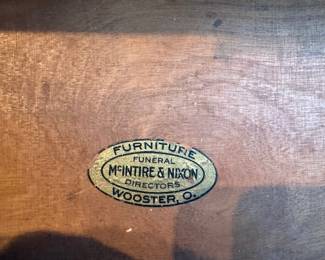 FURNITURE
FUNERAL
McINTIRE & NIXON
DIRECTORS
WOOSTER, O.